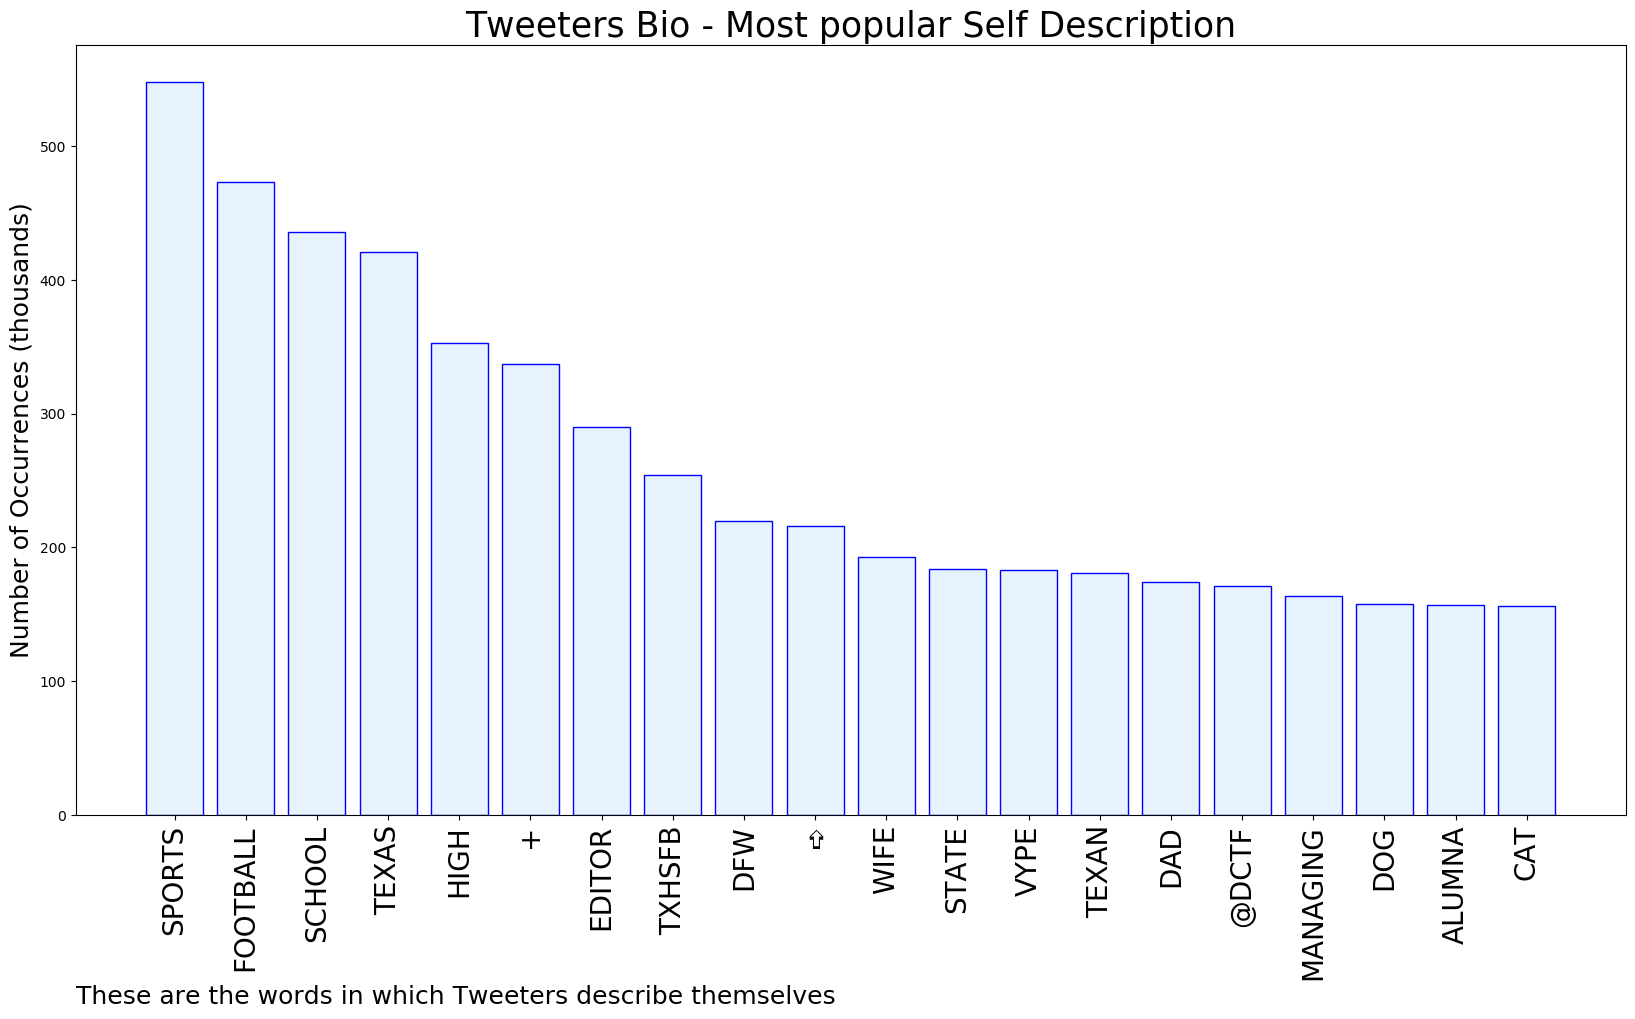 Tweeters Bio - Most popular Self Description
Number of Occurrences (thousands)
500
400
300
200
100
0
SPORTS
FOOTBALL
SCHOOL
TEXAS
HIGH
+
EDITOR
TXHSFB
DFW
➪
WIFE
STATE
VYPE
TEXAN
DAD
@DCTF
MANAGING
DOG
ALUMNA
CAT
These are the words in which Tweeters describe themselves